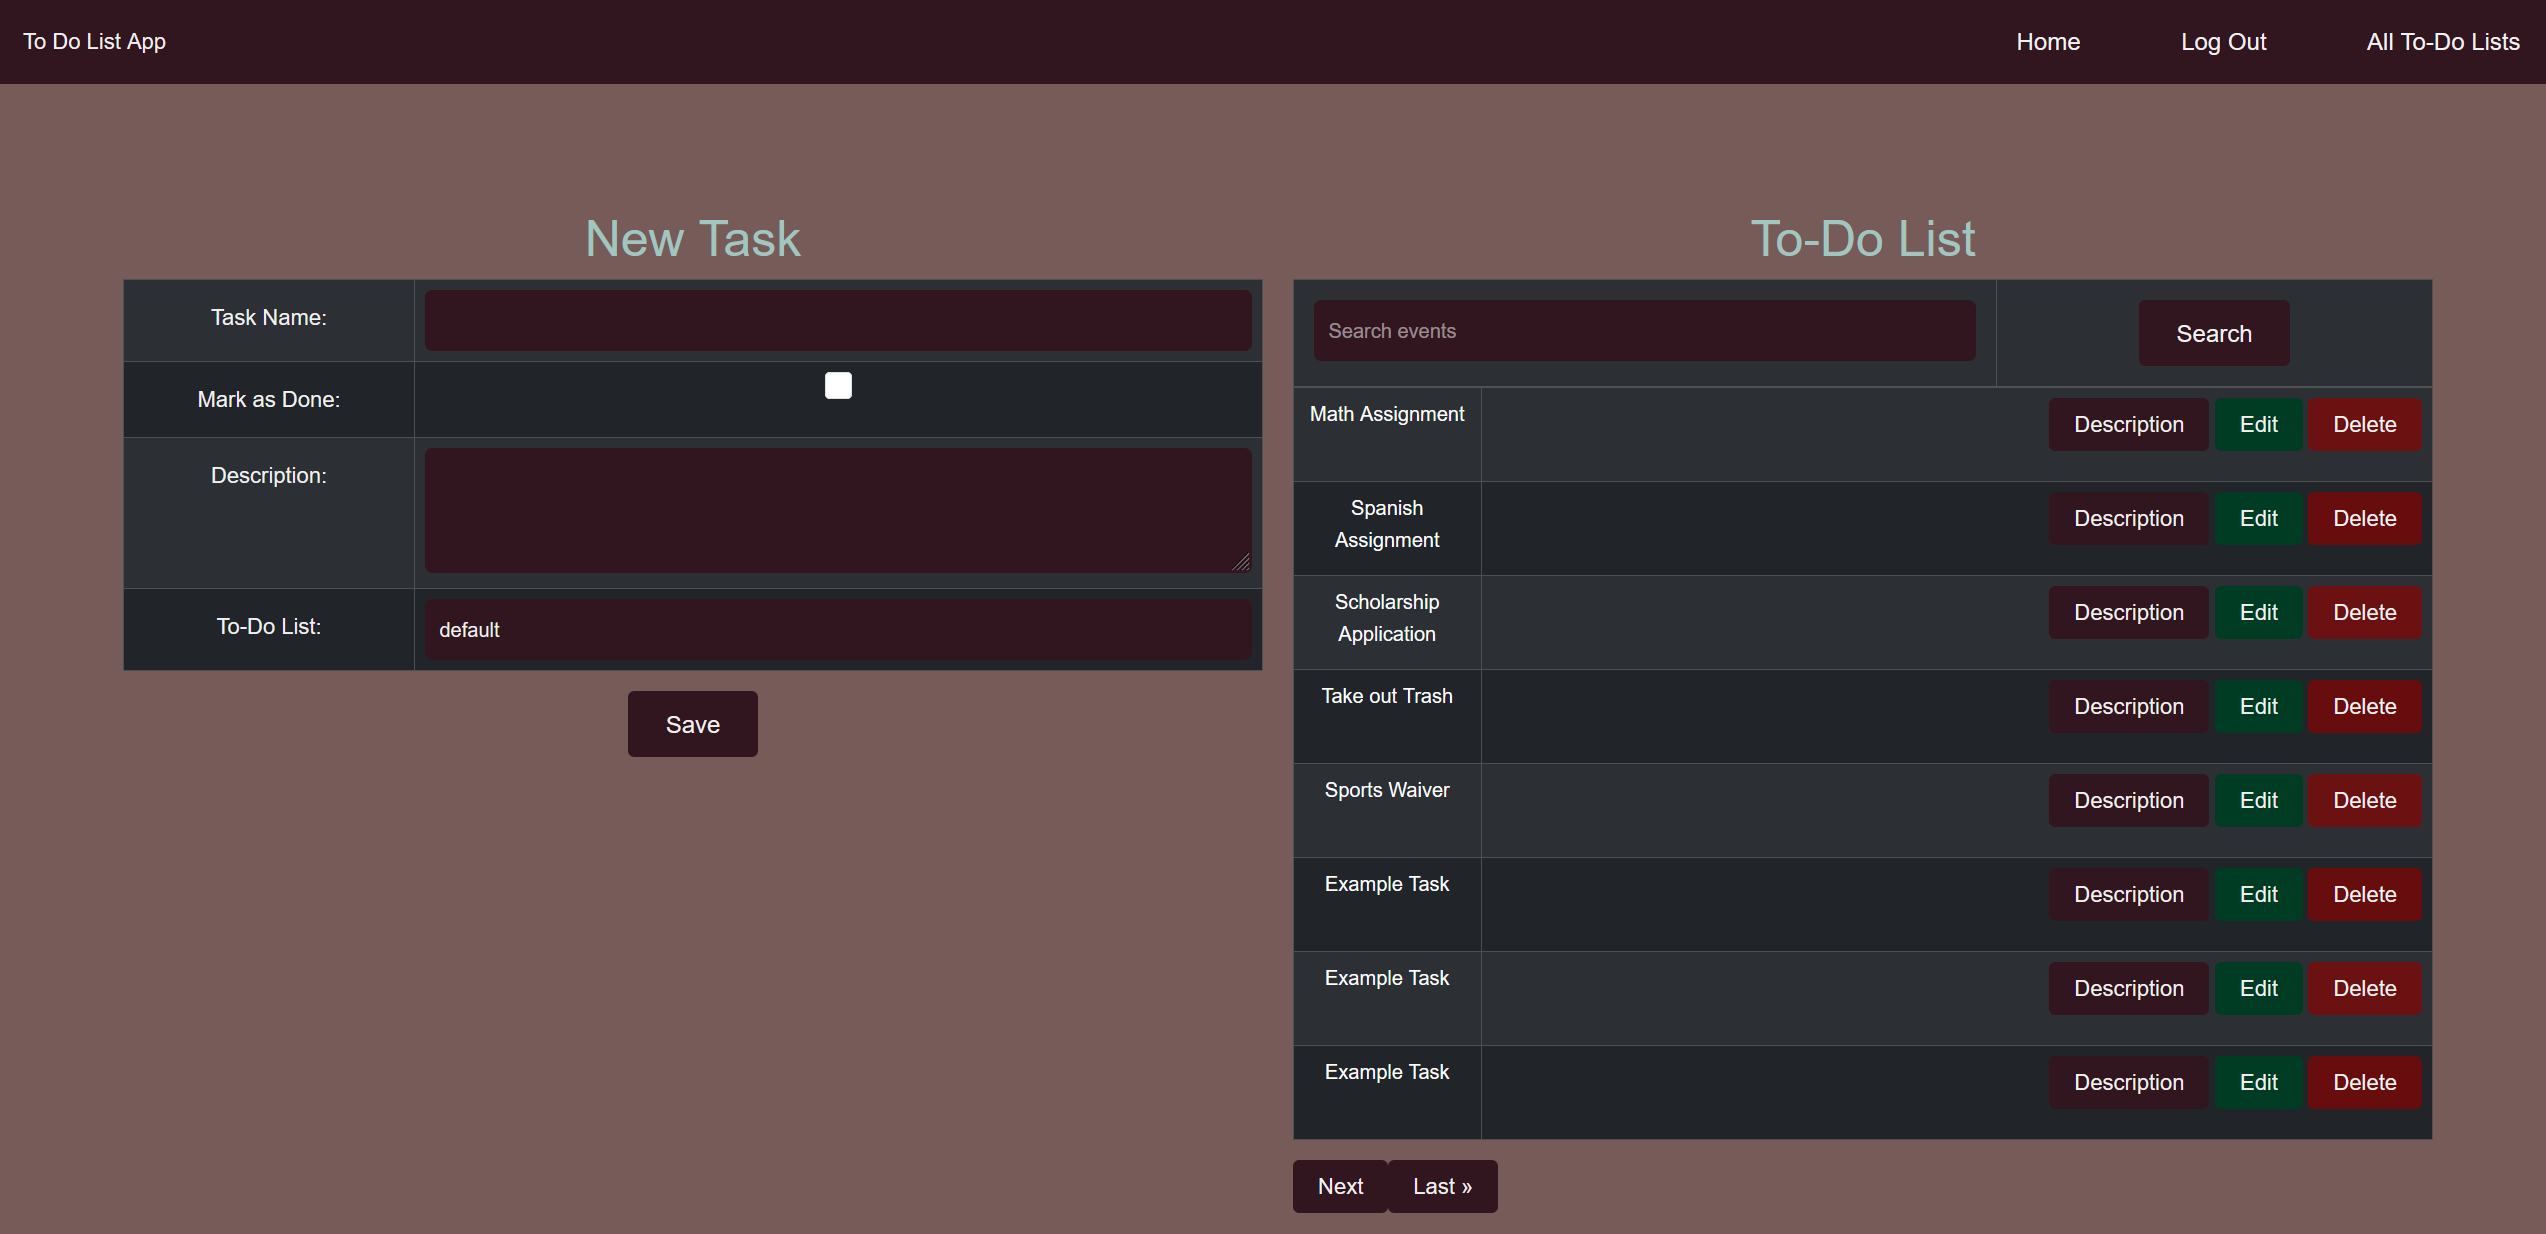 To Do List App
Home
Log Out
All To-Do Lists
New Task
Task Name:
Mark as Done:
Description:
To-Do List:
default
Save
To-Do List
Search events
Search
Math Assignment
Description
Edit
Delete
Spanish
Assignment
Description
Edit
Delete
Scholarship
Application
Description
Edit
Delete
Take out Trash
Description
Edit
Delete
Sports Waiver
Description
Edit
Delete
Example Task
Description
Edit
Delete
Example Task
Description
Edit
Delete
Example Task
Description
Edit
Delete
Next
Last »